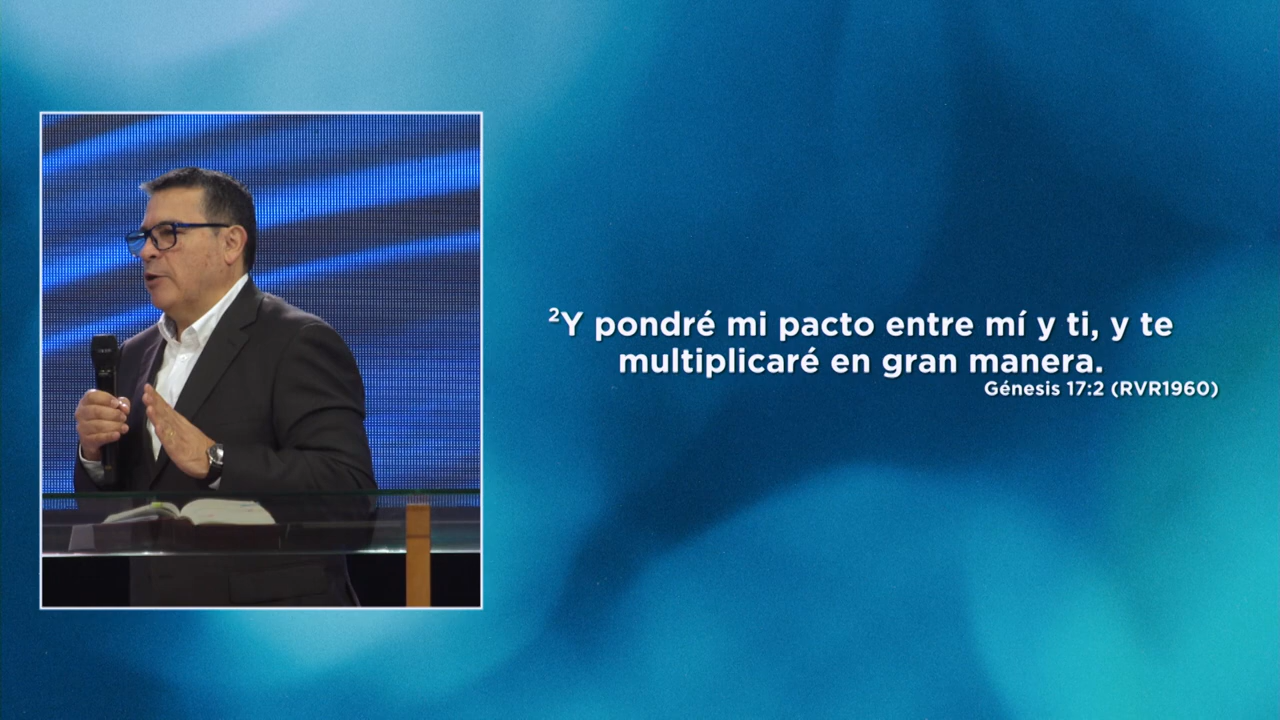 ²Y pondré mi pacto entre mí y ti, y te
multiplicaré en gran manera.
Génesis 17:2 (RVR1960)